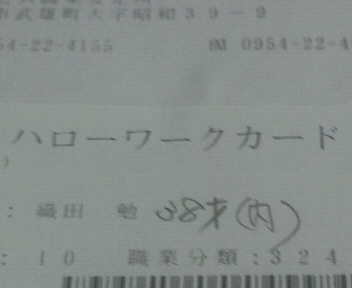 市武雄町大字昭和39-9
54-22-4155 FAX 0954-22-4
ハローワークカード
)
: 織田 勉 38才(内)
: 10 職業分類:324